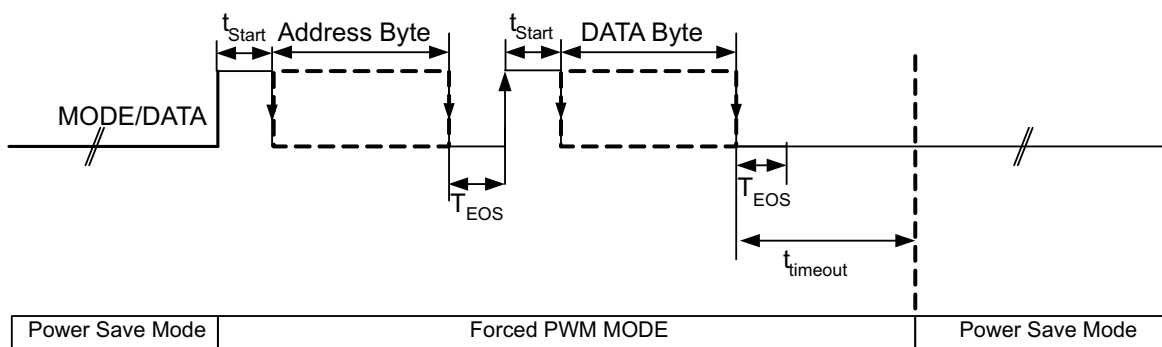 tStart
Address Byte
tStart
DATA Byte
MODE/DATA
TEOS
TEOS
ttimeout
Power Save Mode
Forced PWM MODE
Power Save Mode